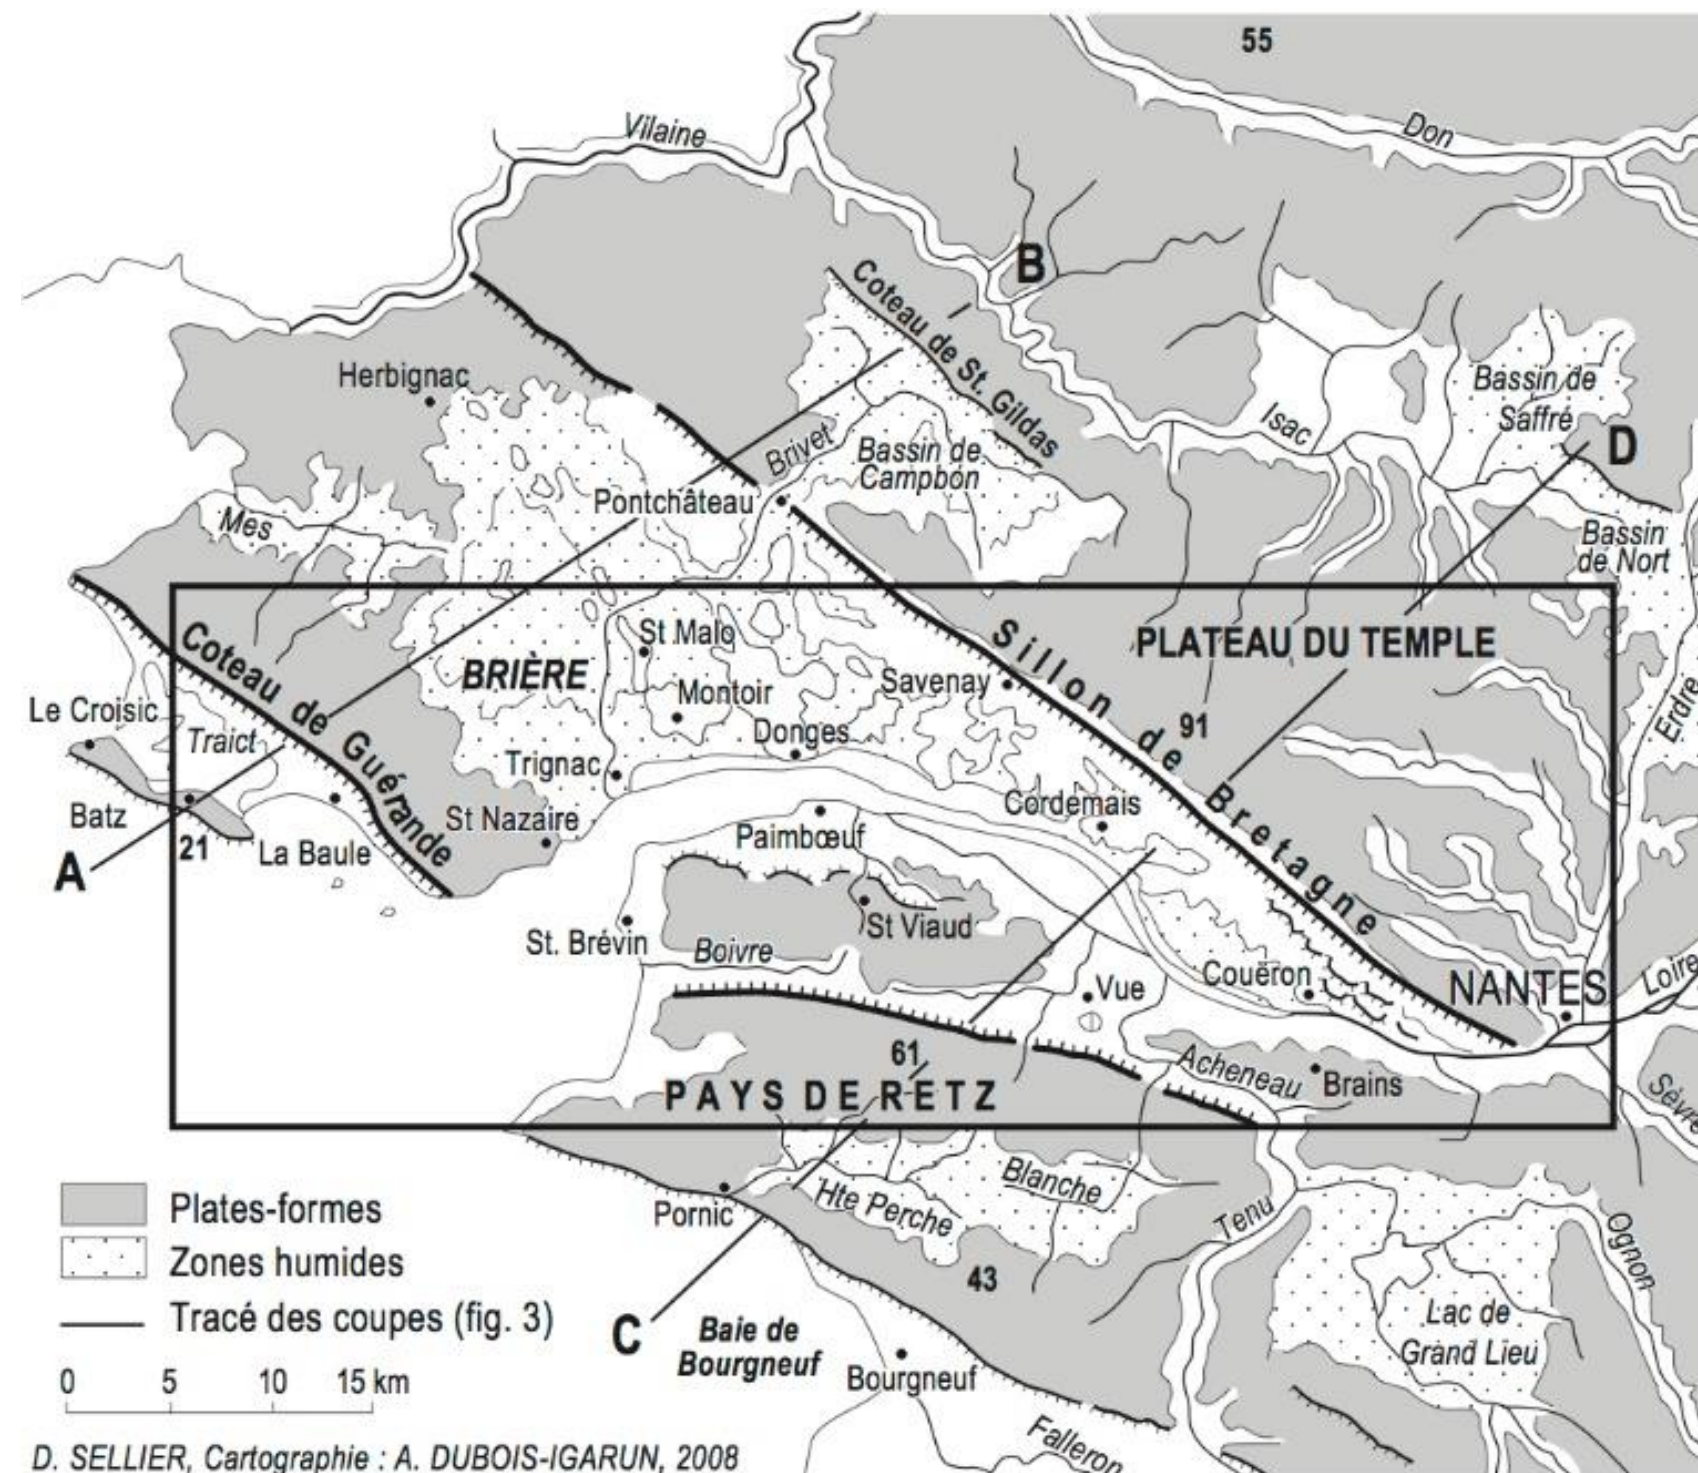 55
Vilaine
Don
B
Coteau de St. Gildas
Herbignac
Bassin de
Saffré
Isac
D
Brivet
Bassin de
Campbon
Pontchâteau
Mes
Bassin
de Nort
Sillon de Bretagne
PLATEAU DU TEMPLE
St Malo
BRIÈRE
Coteau de Guérande
Savenay
Montoir
Le Croisic
91
Erdre
Traict
Donges
Trignac
Cordemais
Batz
St Nazaire
Paimbœuf
21
La Baule
A
St Viaud
St. Brévin
Boivre
Couëron
Vue
NANTES
Loire
61
Acheneau
Brains
PAYS DE RETZ
Sèvre
Blanche
Hte Perche
Pornic
Tenu
Ognon
43
Plates-formes
Zones humides
Tracé des coupes (fig. 3)
C
Baie de
Bourgneuf
Lac de
Grand Lieu
Bourgneuf
0 5 10 15 km
Falleron
D. SELLIER, Cartographie : A. DUBOIS-IGARUN, 2008